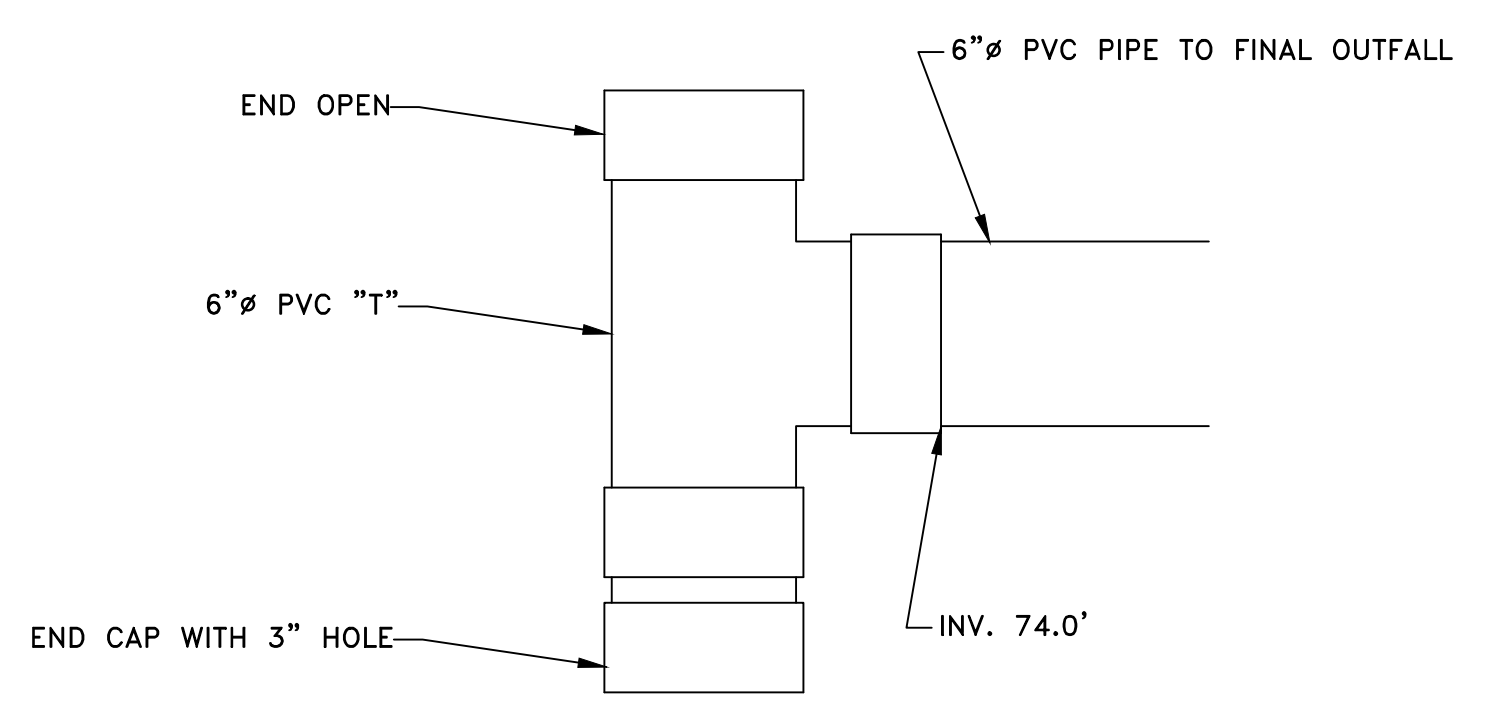 6"ø PVC PIPE TO FINAL OUTFALL
END OPEN
6"ø PVC "T"
INV. 74.0'
END CAP WITH 3" HOLE